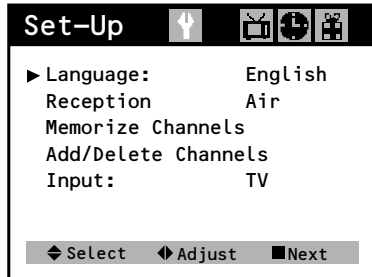 Set-Up
▶ Language: English
Reception Air
Memorize Channels
Add/Delete Channels
Input: TV
Select Adjust Next